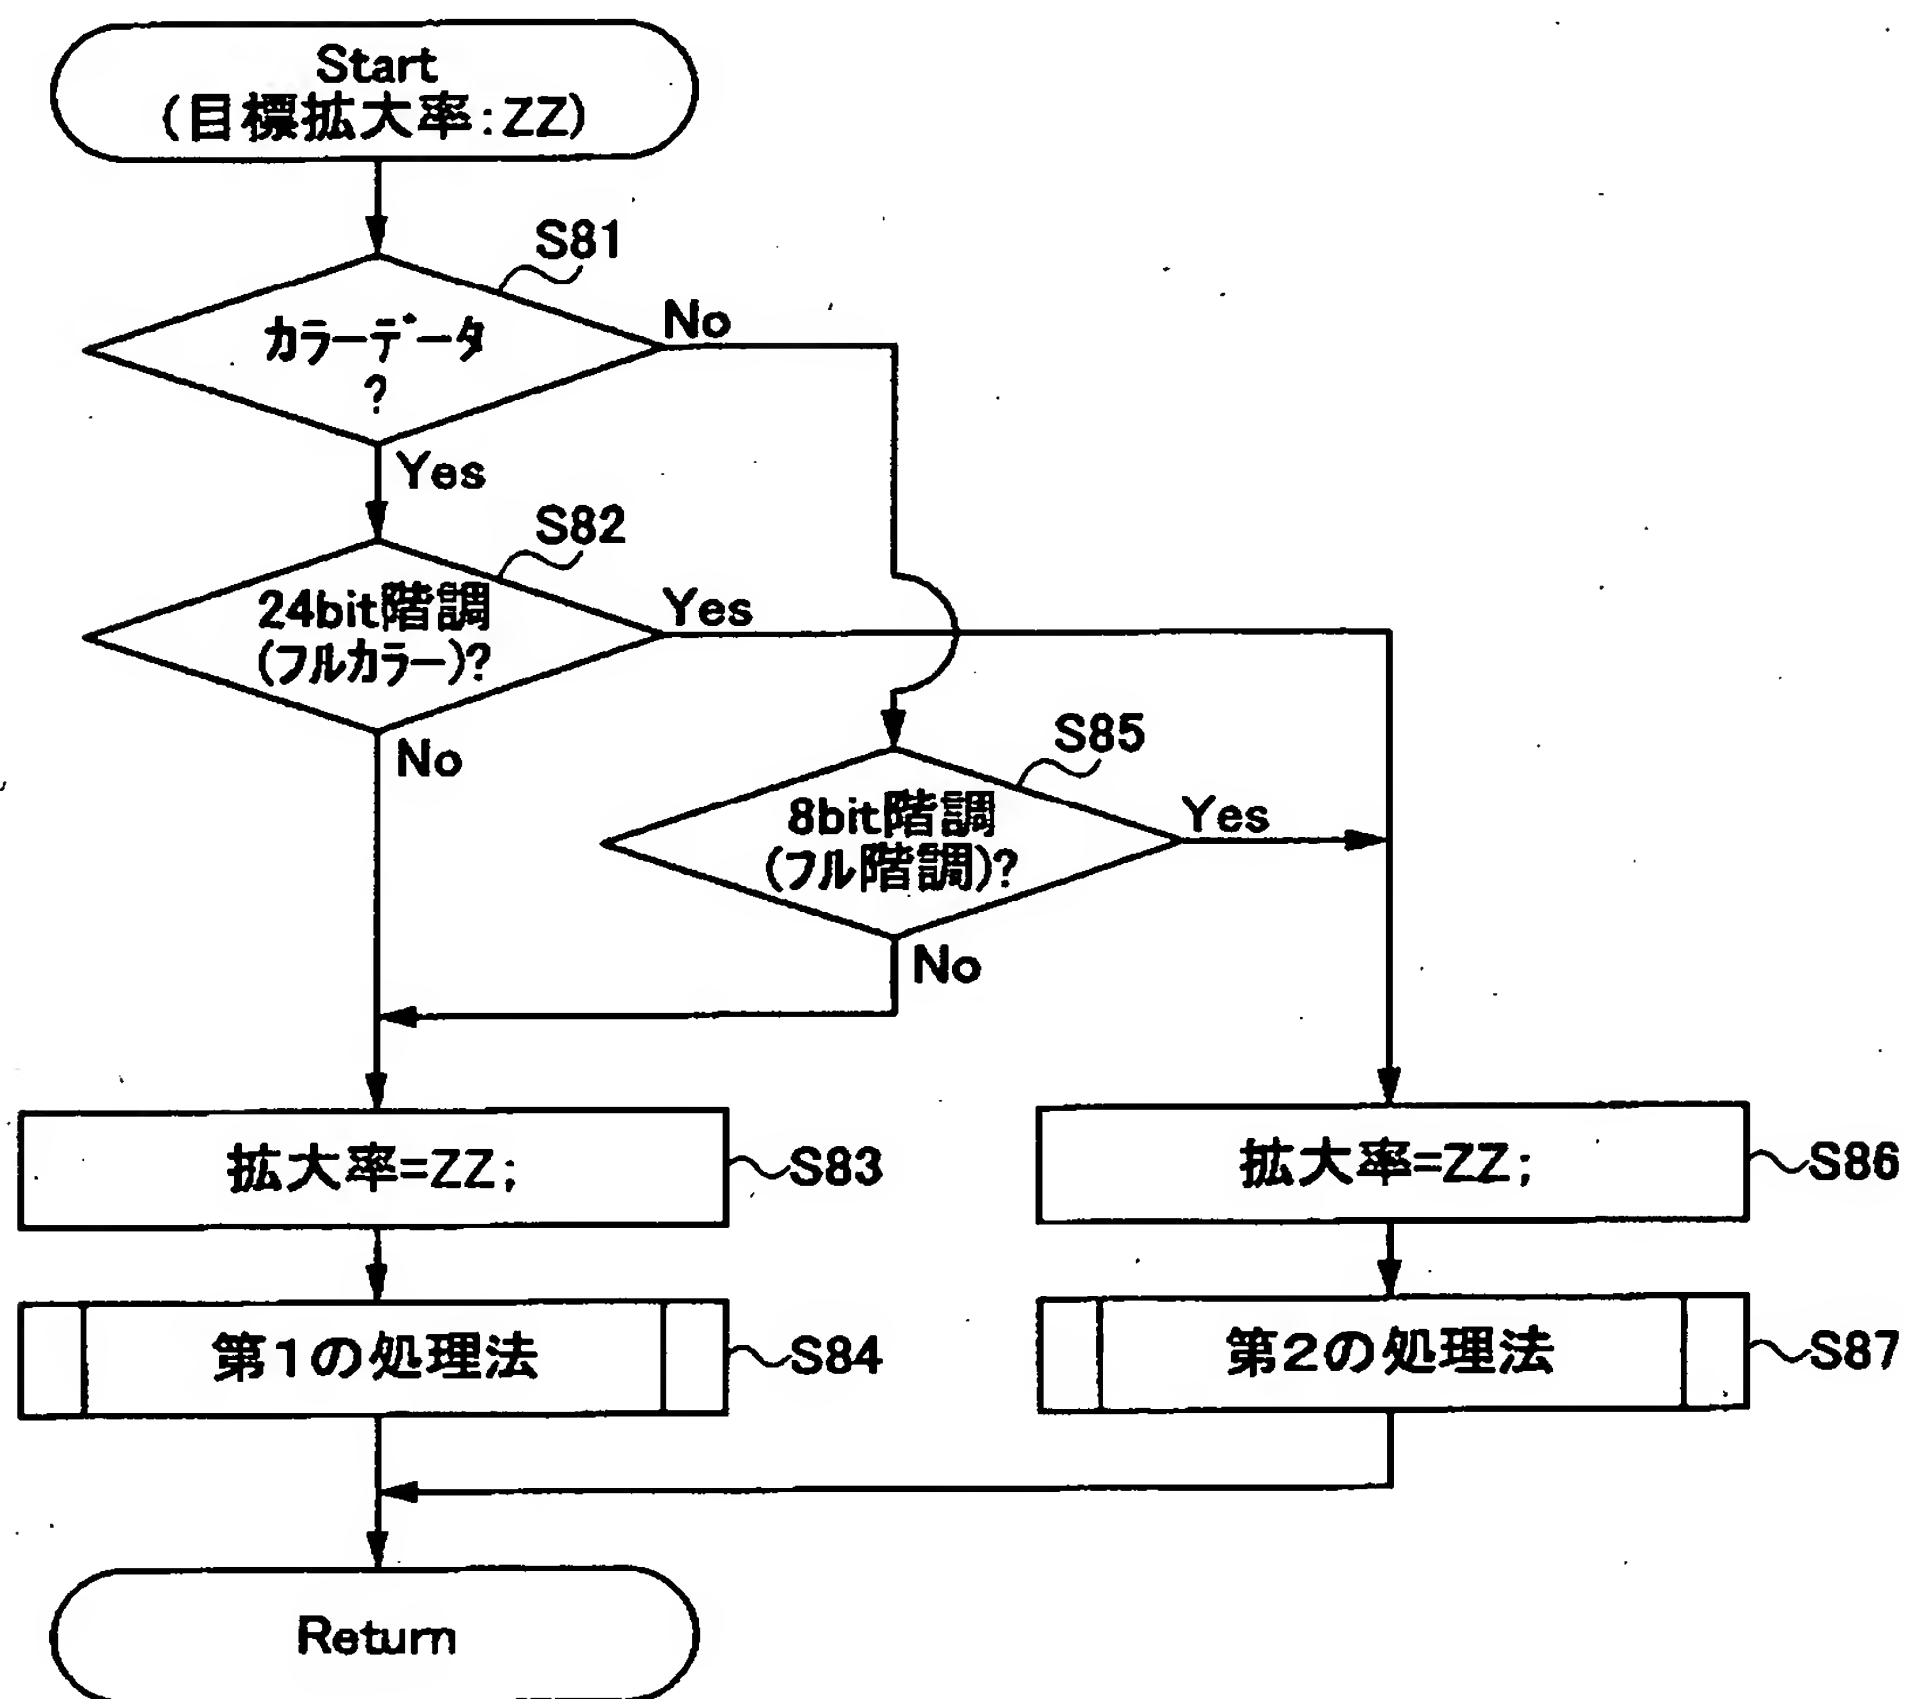 Start
(目標拡大率:ZZ)
S81
カラーデータ
?
No
Yes
S82
24bit階調
(フルカラー)?
Yes
No
S85
8bit階調
(フル階調)?
Yes
No
拡大率=ZZ;
S83
拡大率=ZZ;
S86
第1の処理法
S84
第2の処理法
S87
Return